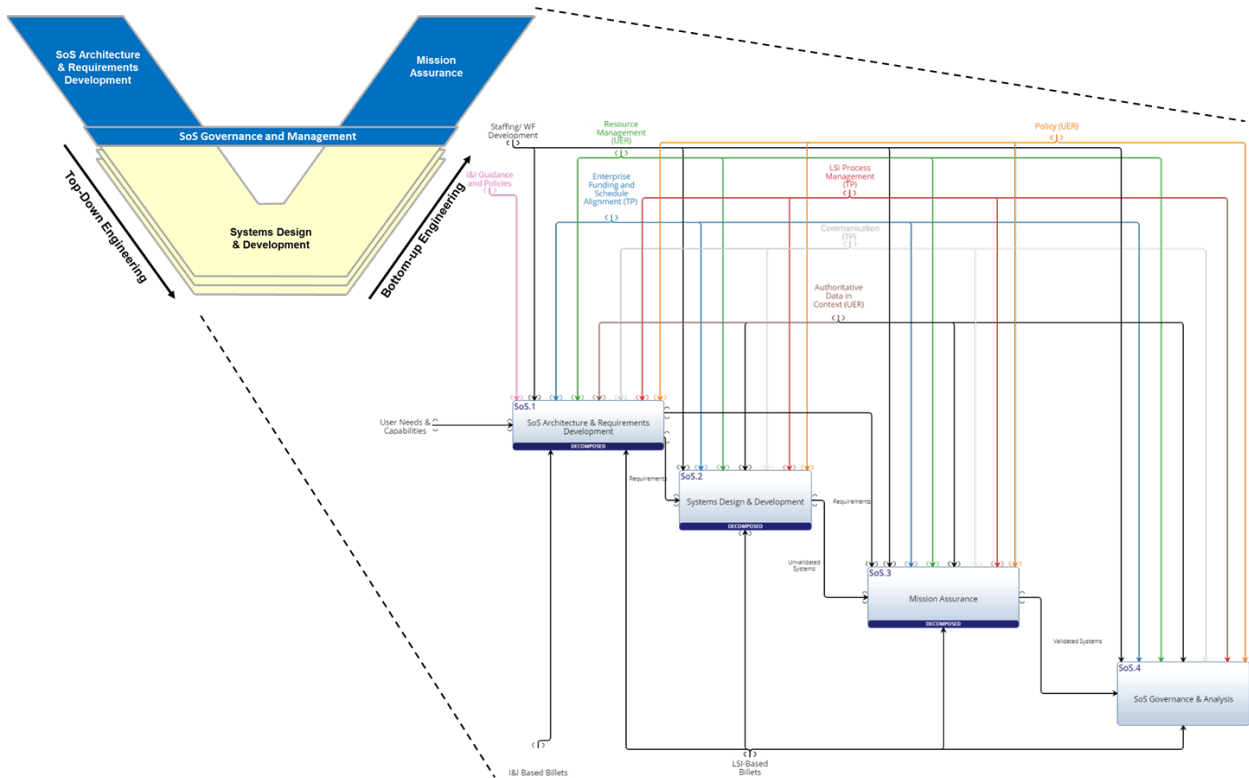 SoS Architecture
& Requirements
Development
Mission
Assurance
SoS Governance and Management
Top-Down Engineering
Systems Design
& Development
Bottom-up Engineering
Staffing/ WF
Development
Resource
Management
(UER)
Policy (UER)
I&I Guidance
and Policies
Enterprise
Funding and
Schedule
Alignment (TP)
LSI Process
Management
(TP)
Communication
(TP)
Authoritative
Data in
Context (UER)
User Needs &
Capabilities
SoS.1
SoS Architecture & Requirements
Development
DECOMPOSED
Requirements
SoS.2
Systems Design & Development
DECOMPOSED
Requirements
Unvalidated
Systems
SoS.3
Mission Assurance
DECOMPOSED
Validated Systems
SoS.4
SoS Governance & Analysis
I&I Based Billets
LSI-Based
Billets